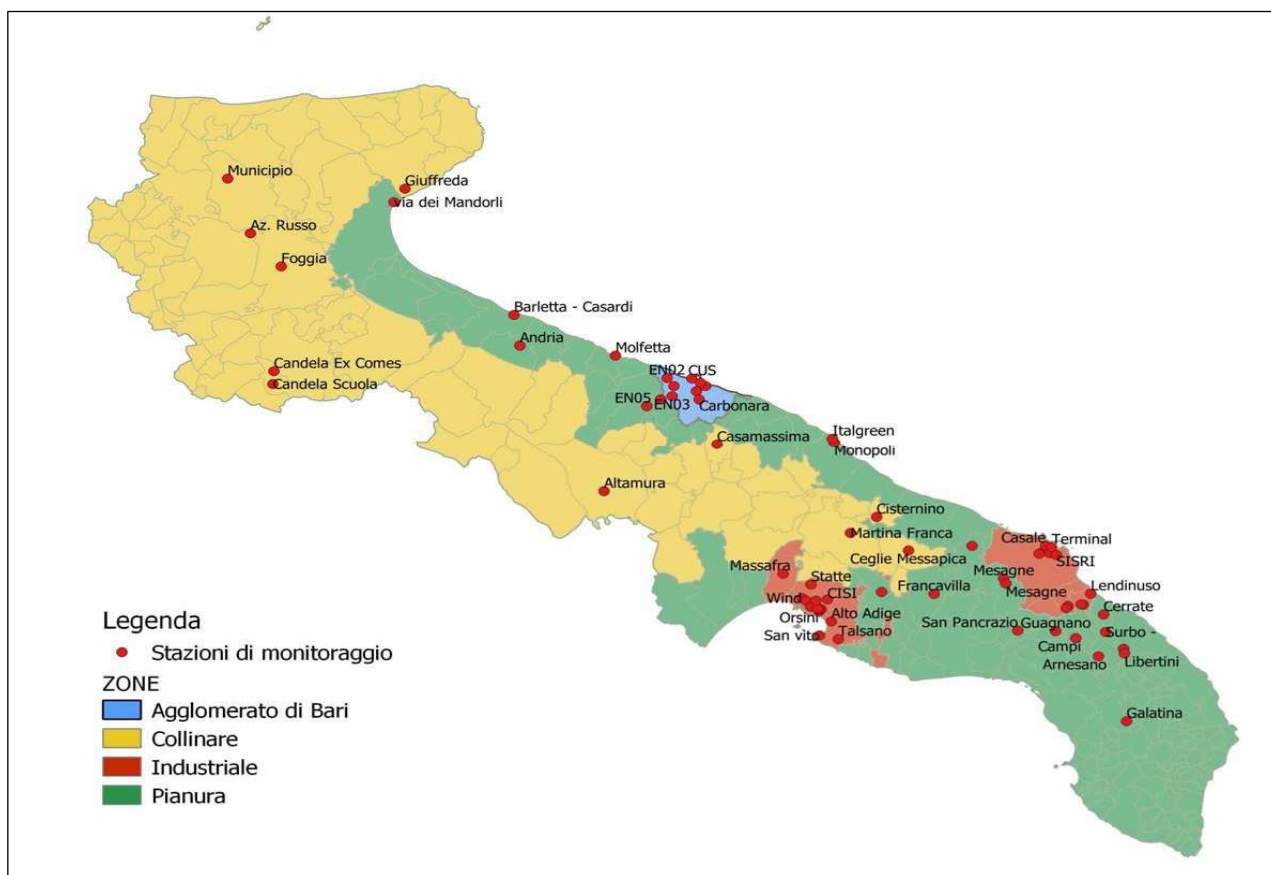 Municipio
Giuffreda
via dei Mandorli
Az. Russo
Foggia
Barletta - Casardi
Andria
Molfetta
Candela Ex Comes
Candela Scuola
EN02 CUS
EN05 EN03 Carbonara
Casamassima
Italgreen
Monopoli
Altamura
Cisternino
Martina Franca
Ceglie Messapica
Casale Terminal
SISRI
Massafra
Statte
Mesagne
Mesagne
Francavilla
Lendinuso
Wind CISI
Orsini Alto Adige
Cerrate
San vito Talsano
San Pancrazio Guagnano
Surbo -
Campi
Arnesano
Libertini
Galatina
Legenda
Stazioni di monitoraggio
ZONE
Agglomerato di Bari
Collinare
Industriale
Pianura